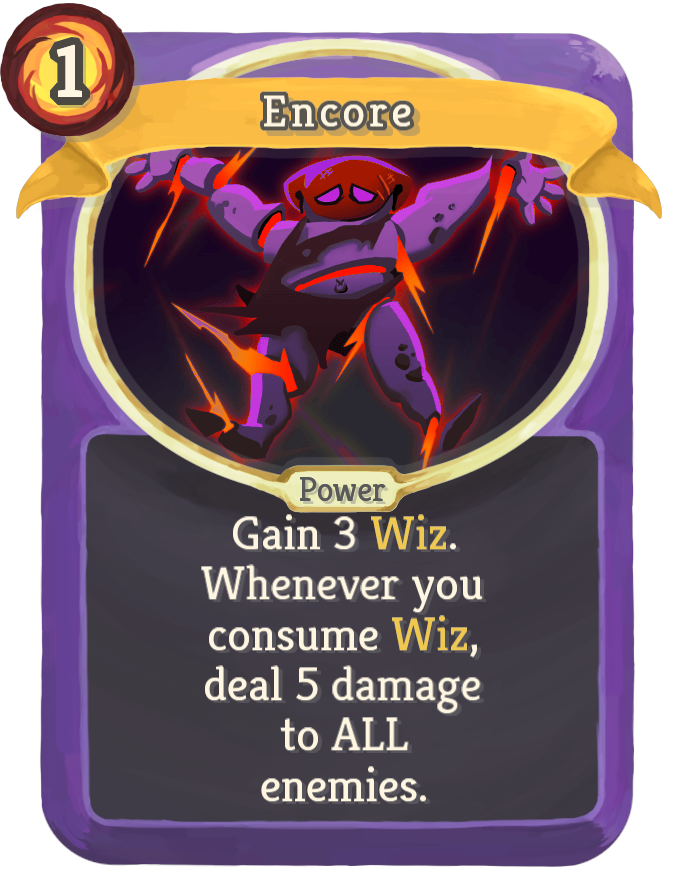 1
Encore
Power
Gain 3 Wiz.
Whenever you
consume Wiz,
deal 5 damage
to ALL
enemies.